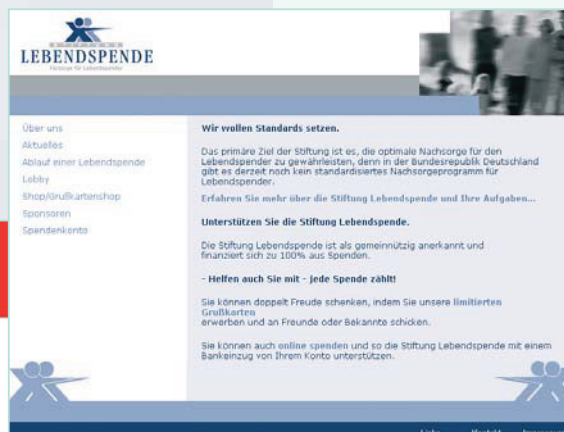 STIFTUNG
LEBENDSPENDE
Fürsorge für Lebendspender
Über uns
Aktuelles
Ablauf einer Lebendspende
Lobby
Shop/Grußkartenshop
Sponsoren
Spendenkonto
Wir wollen Standards setzen.
Das primäre Ziel der Stiftung ist es, die optimale Nachsorge für den
Lebendspender zu gewährleisten, denn in der Bundesrepublik Deutschland
gibt es derzeit noch kein standardisiertes Nachsorgeprogramm für
Lebendspender.
Erfahren Sie mehr über die Stiftung Lebendspende und Ihre Aufgaben...
Unterstützen Sie die Stiftung Lebendspende.
Die Stiftung Lebendspende ist als gemeinnützig anerkannt und
finanziert sich zu 100% aus Spenden.
- Helfen auch Sie mit - jede Spende zählt!
Sie können doppelt Freude schenken, indem Sie unsere limitierten
Grußkarten
erwerben und an Freunde oder Bekannte schicken.
Sie können auch online spenden und so die Stiftung Lebendspende mit einem
Bankeinzug von Ihrem Konto unterstützen.